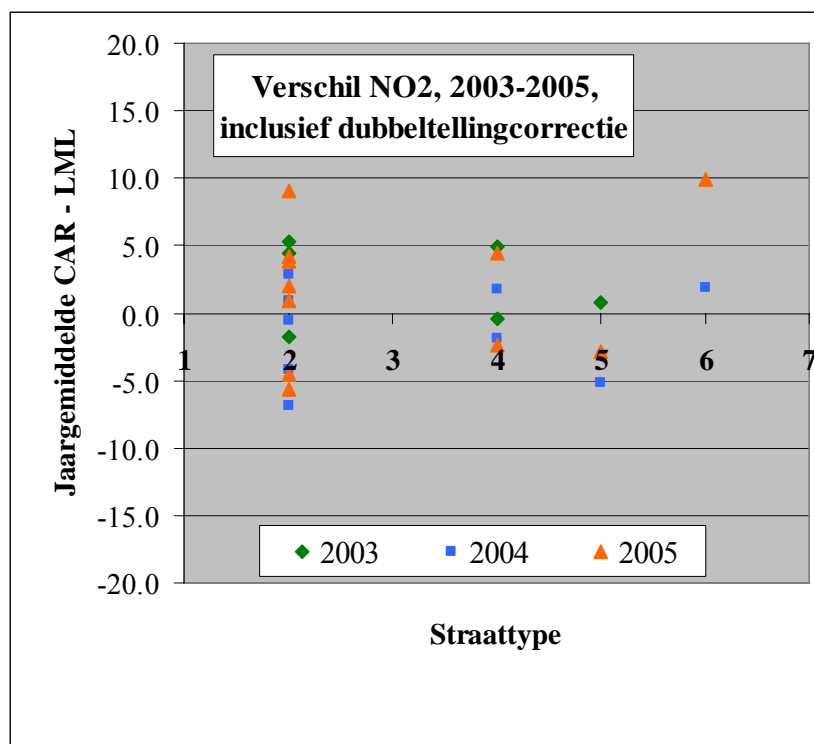 Verschil NO2, 2003-2005,
inclusief dubbeltellingcorrectie
Jaargemiddelde CAR - LML
20.0
15.0
10.0
5.0
0.0
-5.0
-10.0
-15.0
-20.0
1 2 3 4 5 6 7
2003 2004 2005
Straattype